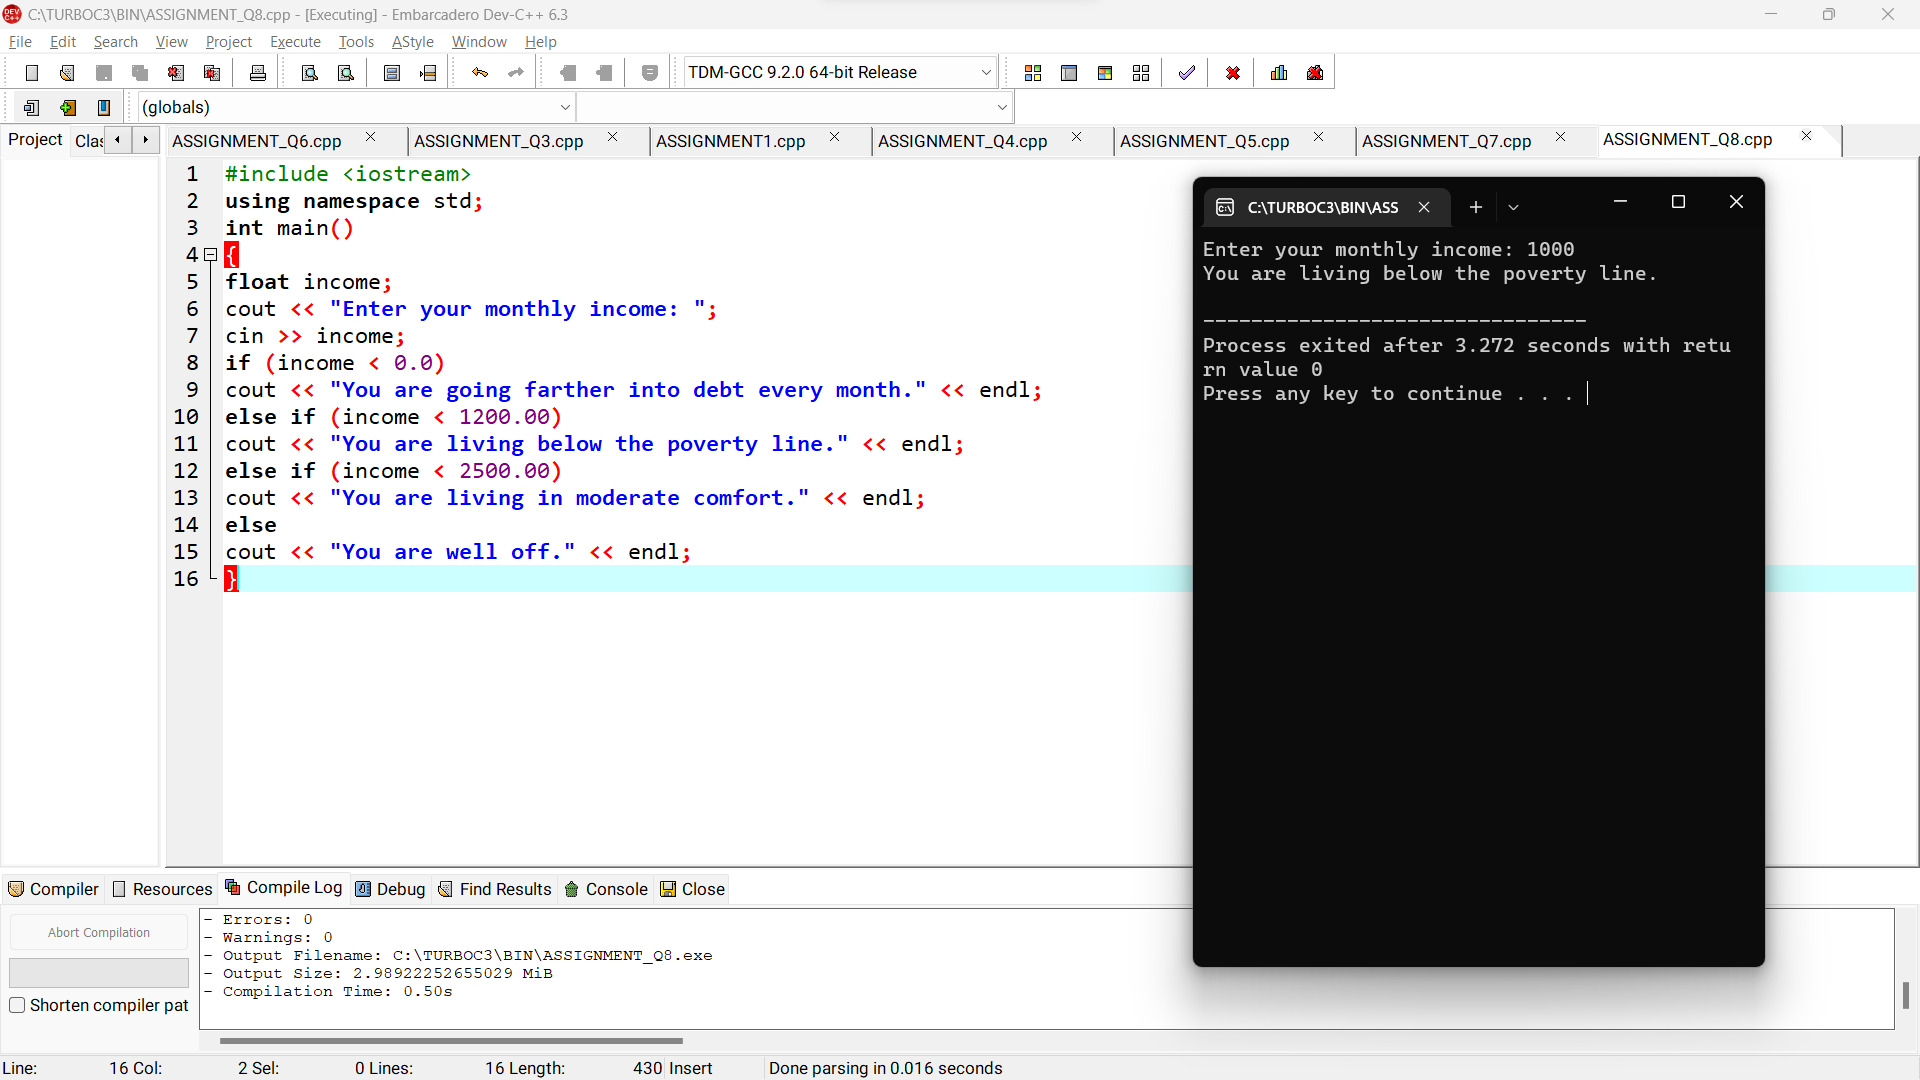 C:\TURBOC3\BIN\ASSIGNMENT_Q8.cpp - [Executing] - Embarcadero Dev-C++ 6.3
File Edit Search View Project Execute Tools AStyle Window Help
TDM-GCC 9.2.0 64-bit Release
(globals)
Project Clas ASSIGNMENT_Q6.cpp ASSIGNMENT_Q3.cpp ASSIGNMENT1.cpp ASSIGNMENT_Q4.cpp ASSIGNMENT_Q5.cpp ASSIGNMENT_Q7.cpp ASSIGNMENT_Q8.cpp
1 #include <iostream>
2 using namespace std;
3 int main()
4 {
5 float income;
6 cout << "Enter your monthly income: ";
7 cin >> income;
8 if (income < 0.0)
9 cout << "You are going farther into debt every month." << endl;
10 else if (income < 1200.00)
11 cout << "You are living below the poverty line." << endl;
12 else if (income < 2500.00)
13 cout << "You are living in moderate comfort." << endl;
14 else
15 cout << "You are well off." << endl;
16 }
C:\TURBOC3\BIN\ASS
Enter your monthly income: 1000
You are living below the poverty line.
--------------------------------
Process exited after 3.272 seconds with retu
rn value 0
Press any key to continue . . .
Compiler Resources Compile Log Debug Find Results Console Close
Abort Compilation
Shorten compiler pat
- Errors: 0
- Warnings: 0
- Output Filename: C:\TURBOC3\BIN\ASSIGNMENT_Q8.exe
- Output Size: 2.98922252655029 MiB
- Compilation Time: 0.50s
Line: 16 Col: 2 Sel: 0 Lines: 16 Length: 430 Insert Done parsing in 0.016 seconds